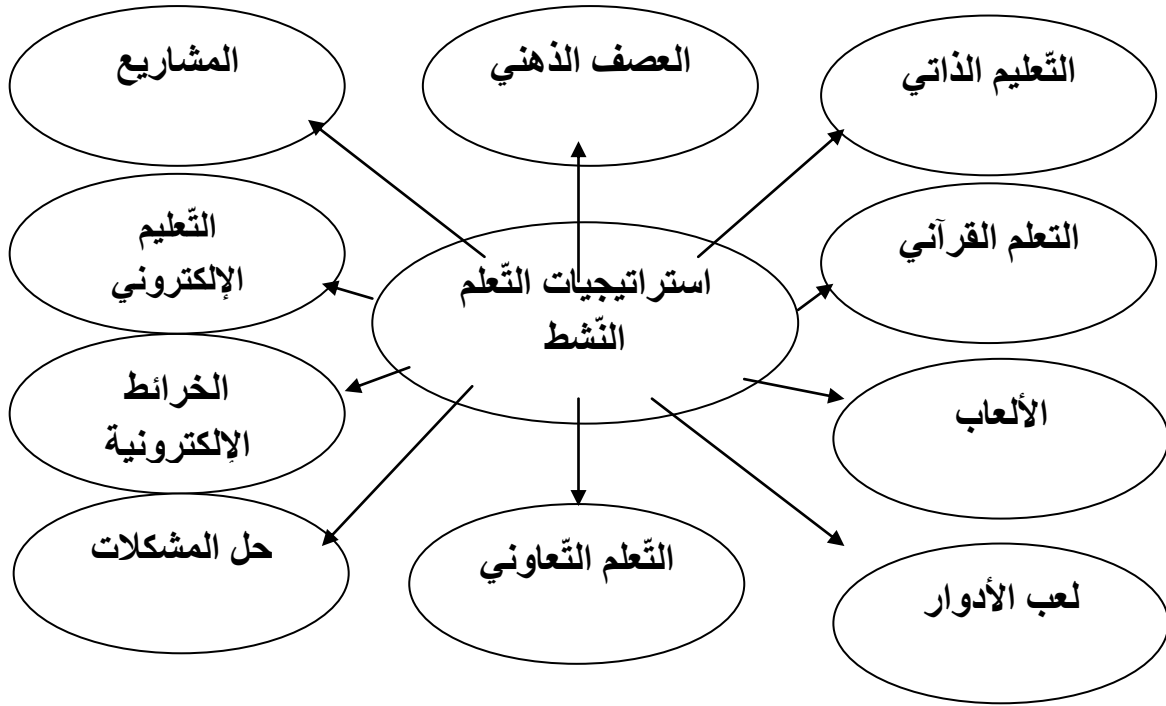 التّعليم الذاتي
العصف الذهني
المشاريع
التعلم القرآني
التّعليم
الإلكتروني
استراتيجيات التّعلم
النّشط
الألعاب
الخرائط
الإلكترونية
لعب الأدوار
التّعلم التّعاوني
حل المشكلات